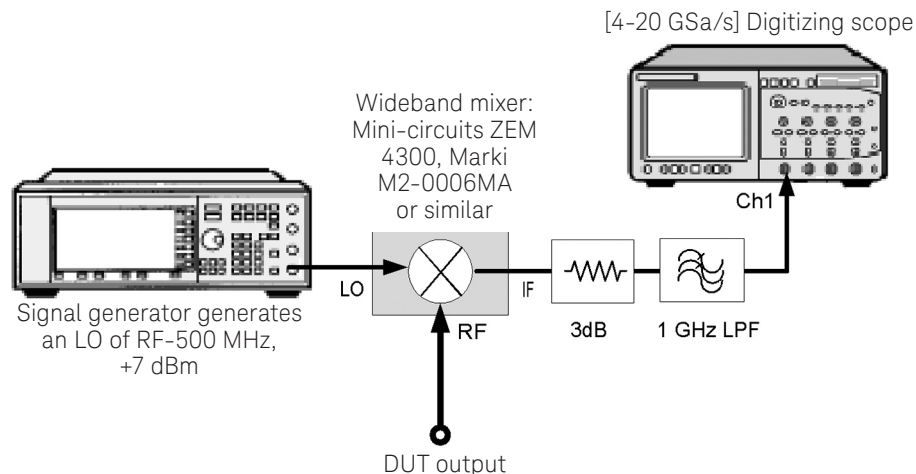 [4-20 GSa/s] Digitizing scope
Wideband mixer:
Mini-circuits ZEM
4300, Marki
M2-0006MA
or similar
Ch1
LO
IF
RF
3dB
1 GHz LPF
Signal generator generates
an LO of RF-500 MHz,
+7 dBm
DUT output